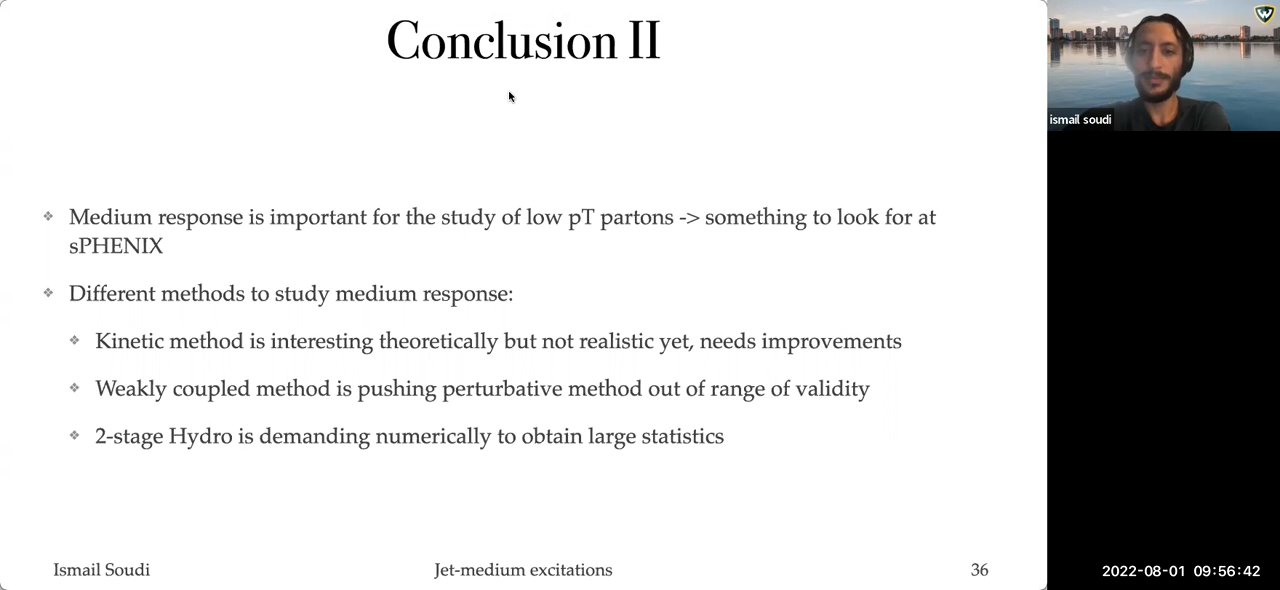 Conclusion II
ismail soudi
Medium response is important for the study of low pT partons -> something to look for at
sPHENIX
Different methods to study medium response:
Kinetic method is interesting theoretically but not realistic yet, needs improvements
Weakly coupled method is pushing perturbative method out of range of validity
2-stage Hydro is demanding numerically to obtain large statistics
Ismail Soudi
Jet-medium excitations
36
2022-08-01 09:56:42